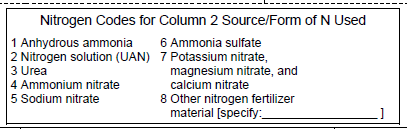 Nitrogen Codes for Column 2 Source/Form of N Used
1 Anhydrous ammonia
2 Nitrogen solution (UAN)
3 Urea
4 Ammonium nitrate
5 Sodium nitrate
6 Ammonia sulfate
7 Potassium nitrate,
magnesium nitrate, and
calcium nitrate
8 Other nitrogen fertilizer
material [specify:____________________ ]